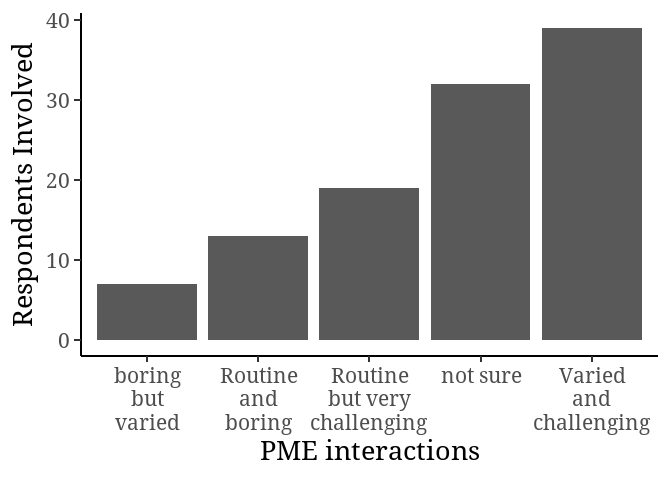 Respondents Involved
40
30
20
10
0
boring
but
varied
Routine
and
boring
Routine
but very
challenging
not sure
Varied
and
challenging
PME interactions